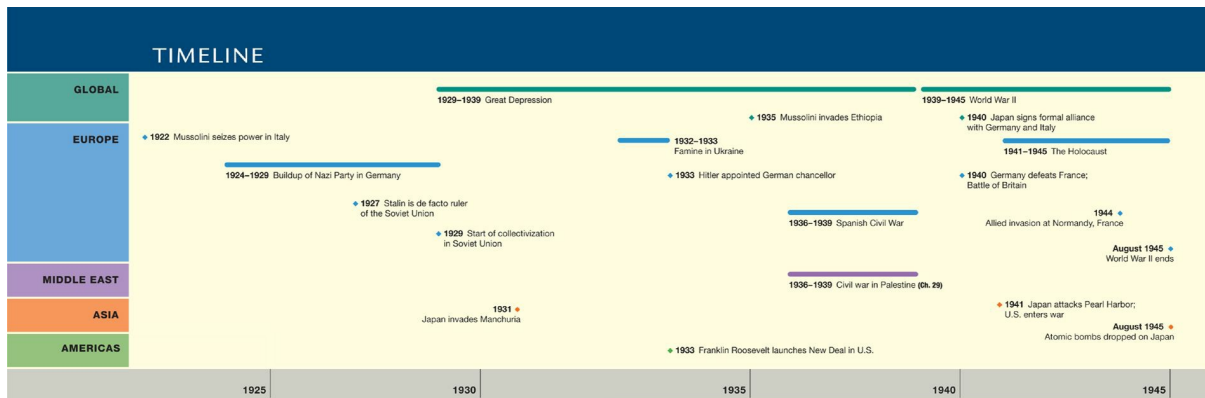 TIMELINE
GLOBAL
1929–1939 Great Depression
1939–1945 World War II
1935 Mussolini invades Ethiopia
1940 Japan signs formal alliance
with Germany and Italy
EUROPE
1922 Mussolini seizes power in Italy
1932–1933
Famine in Ukraine
1941–1945 The Holocaust
1924–1929 Buildup of Nazi Party in Germany
1933 Hitler appointed German chancellor
1940 Germany defeats France;
Battle of Britain
1927 Stalin is de facto ruler
of the Soviet Union
1936–1939 Spanish Civil War
1944
Allied invasion at Normandy, France
1929 Start of collectivization
in Soviet Union
August 1945
World War II ends
MIDDLE EAST
1936–1939 Civil war in Palestine (Ch. 29)
ASIA
1931
Japan invades Manchuria
1941 Japan attacks Pearl Harbor;
U.S. enters war
August 1945
Atomic bombs dropped on Japan
AMERICAS
1933 Franklin Roosevelt launches New Deal in U.S.
1925 1930 1935 1940 1945